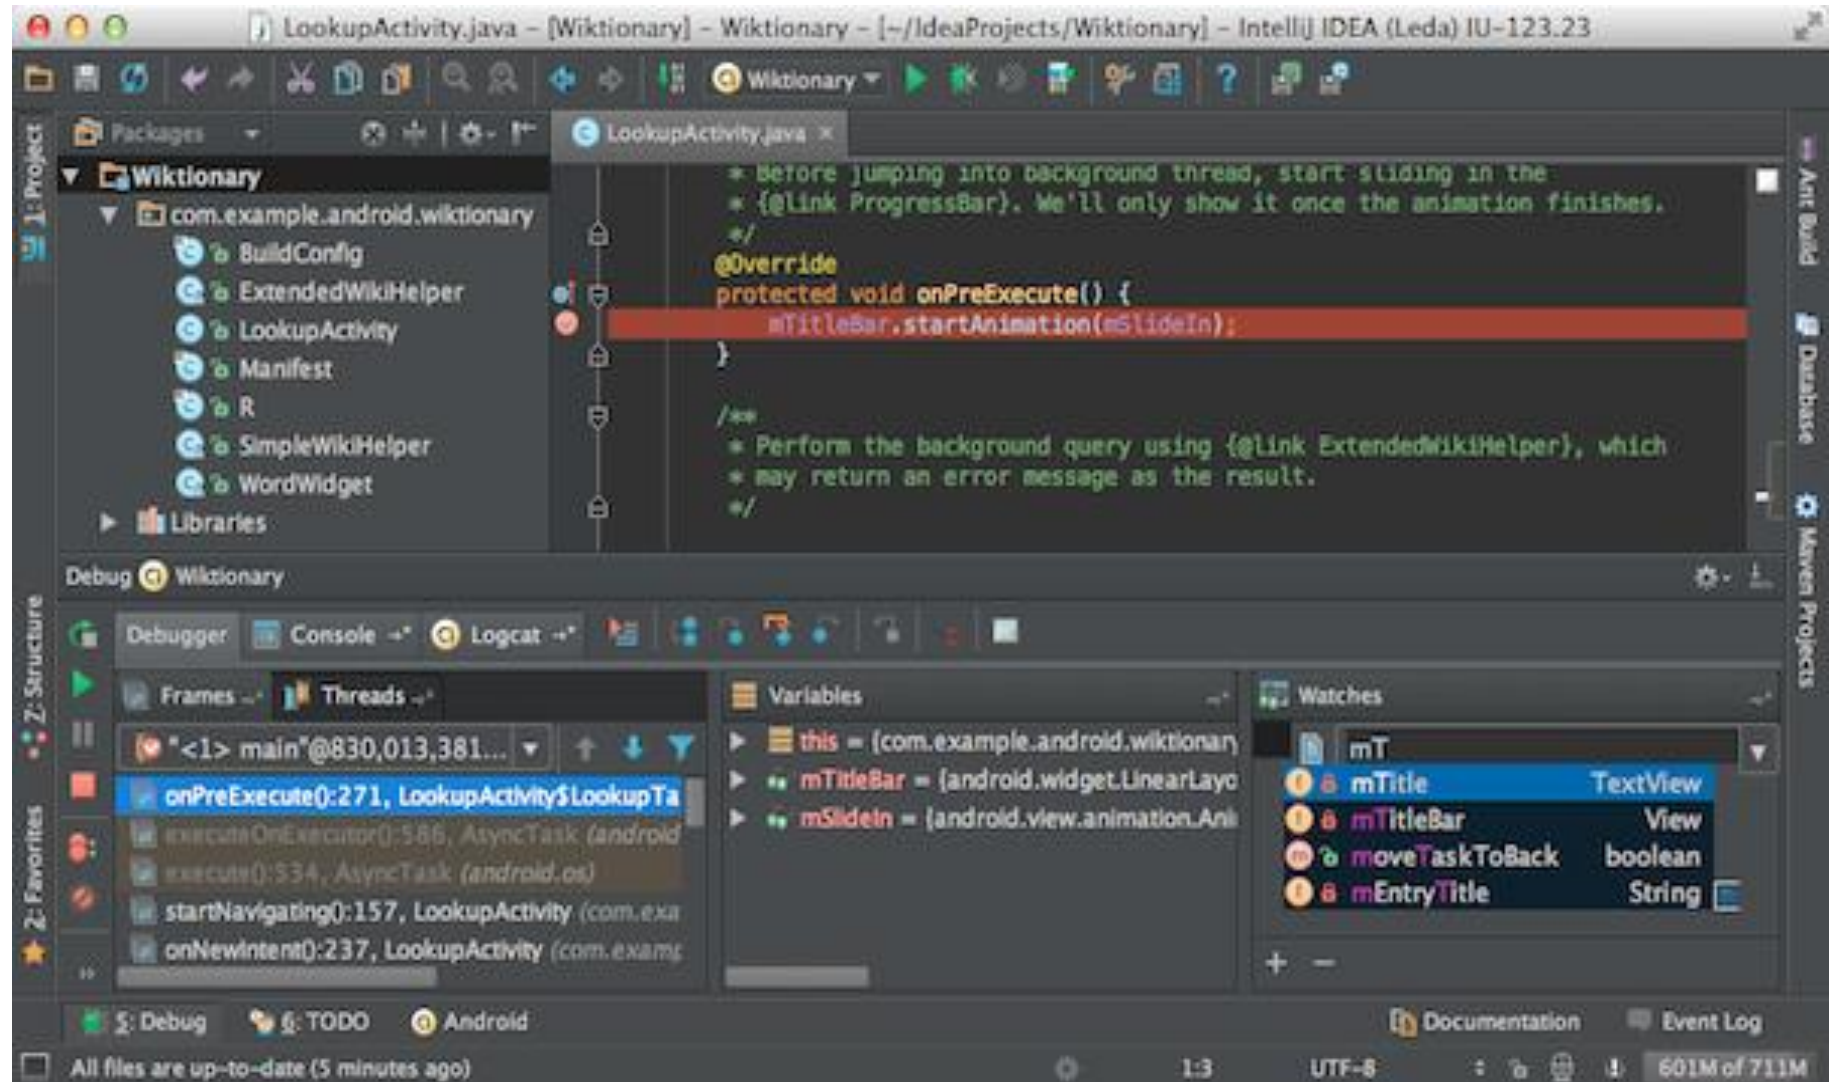 LookupActivity.java – [Wiktionary] – Wiktionary – [~/IdeaProjects/Wiktionary] – IntelliJ IDEA (Leda) IU-123.23
Wiktionary
1: Project
Packages
LookupActivity.java
Wiktionary
com.example.android.wiktionary
BuildConfig
ExtendedWikiHelper
LookupActivity
Manifest
R
SimpleWikiHelper
WordWidget
Libraries
* Before jumping into background thread, start sliding in the
* {@link ProgressBar}. We'll only show it once the animation finishes.
*/
@Override
protected void onPreExecute() {
mTitleBar.startAnimation(mSlideIn);
}
/**
* Perform the background query using {@link ExtendedWikiHelper}, which
* may return an error message as the result.
*/
Ant Build
Database
Maven Projects
Debug Wiktionary
Z: Structure
2: Favorites
Debugger Console Logcat
Frames Threads
"<1> main"@830,013,381...
onPreExecute():271, LookupActivity$LookupTa
executeOnExecutor():586, AsyncTask (android
execute():534, AsyncTask (android.os)
startNavigating():157, LookupActivity (com.exa
onNewIntent():237, LookupActivity (com.examp
Variables
this = {com.example.android.wiktionary
mTitleBar = {android.widget.LinearLayo
mSlideIn = {android.view.animation.Ani
Watches
mT
mTitle TextView
mTitleBar View
moveTaskToBack boolean
mEntryTitle String
5: Debug 6: TODO Android Documentation Event Log
All files are up-to-date (5 minutes ago) 1:3 UTF-8 601M of 711M